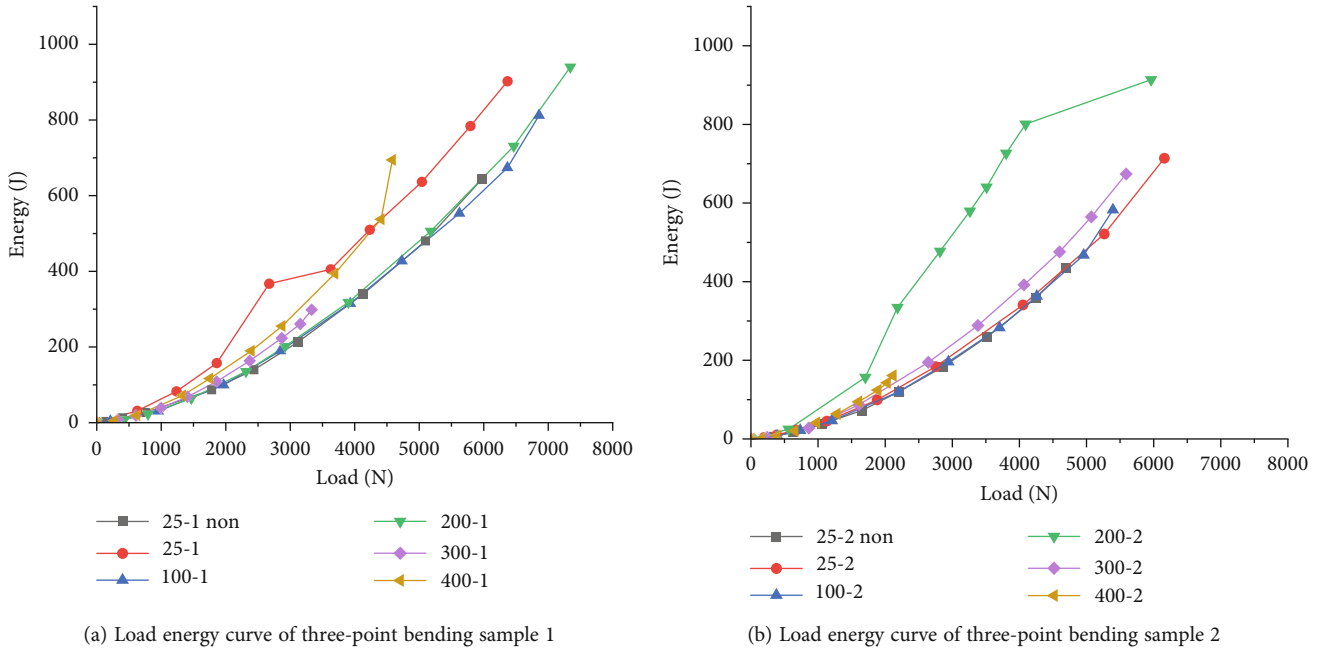 1000
800
600
400
200
0
Energy (J)
0 1000 2000 3000 4000 5000 6000 7000 8000
Load (N)
25-1 non
25-1
100-1
200-1
300-1
400-1
(a) Load energy curve of three-point bending sample 1
1000
800
600
400
200
0
Energy (J)
0 1000 2000 3000 4000 5000 6000 7000 8000
Load (N)
25-2 non
25-2
100-2
200-2
300-2
400-2
(b) Load energy curve of three-point bending sample 2